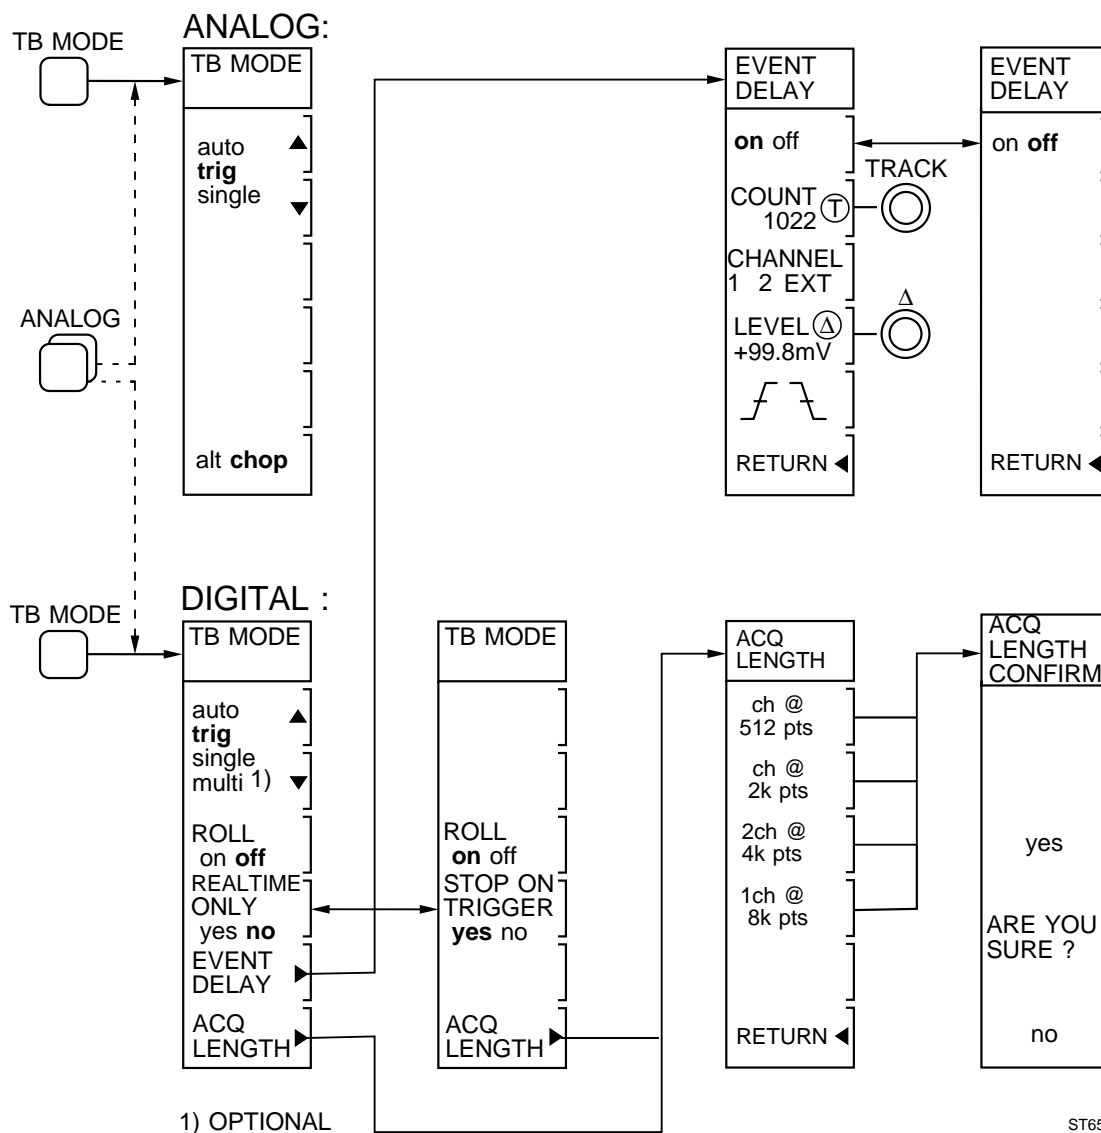 ANALOG:
TB MODE
TB MODE
auto
trig
single
ANALOG
alt chop
EVENT
DELAY
on off
TRACK
COUNT T
1022
CHANNEL
1 2 EXT
Δ
LEVEL Δ
+99.8mV
RETURN
EVENT
DELAY
on off
RETURN
DIGITAL :
TB MODE
TB MODE
auto
trig
single
multi 1)
ROLL
on off
REALTIME
ONLY
yes no
EVENT
DELAY
ACQ
LENGTH
TB MODE
ROLL
on off
STOP ON
TRIGGER
yes no
ACQ
LENGTH
ACQ
LENGTH
ch @
512 pts
ch @
2k pts
2ch @
4k pts
1ch @
8k pts
RETURN
ACQ
LENGTH
CONFIRM
yes
ARE YOU
SURE ?
no
1) OPTIONAL
ST65